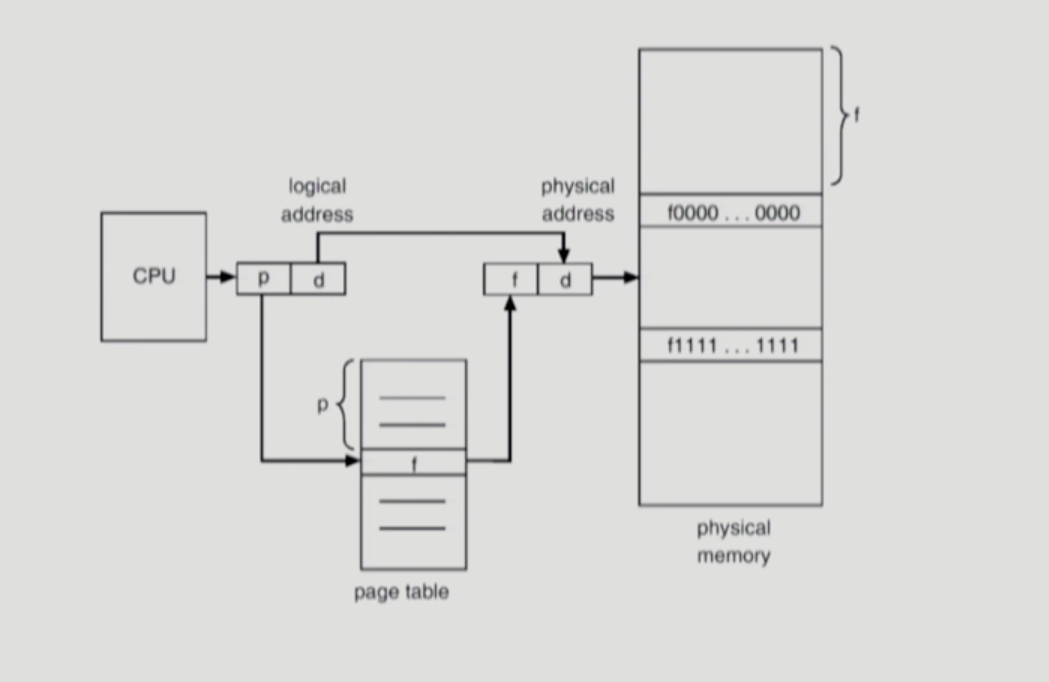 f
logical
address
physical
address
f0000 . . . 0000
CPU
p
d
f
d
f1111 . . . 1111
p
f
physical
memory
page table